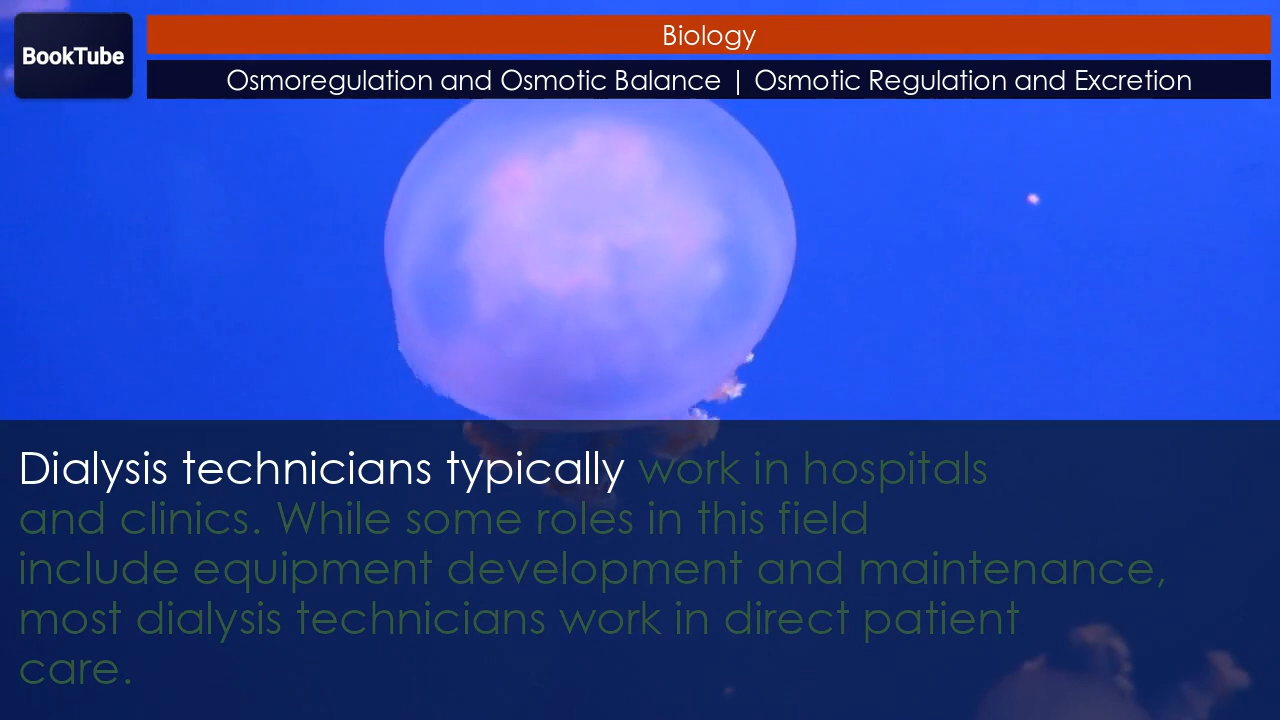 BookTube
Biology
Osmoregulation and Osmotic Balance | Osmotic Regulation and Excretion
Dialysis technicians typically work in hospitals
and clinics. While some roles in this field
include equipment development and maintenance,
most dialysis technicians work in direct patient
care.